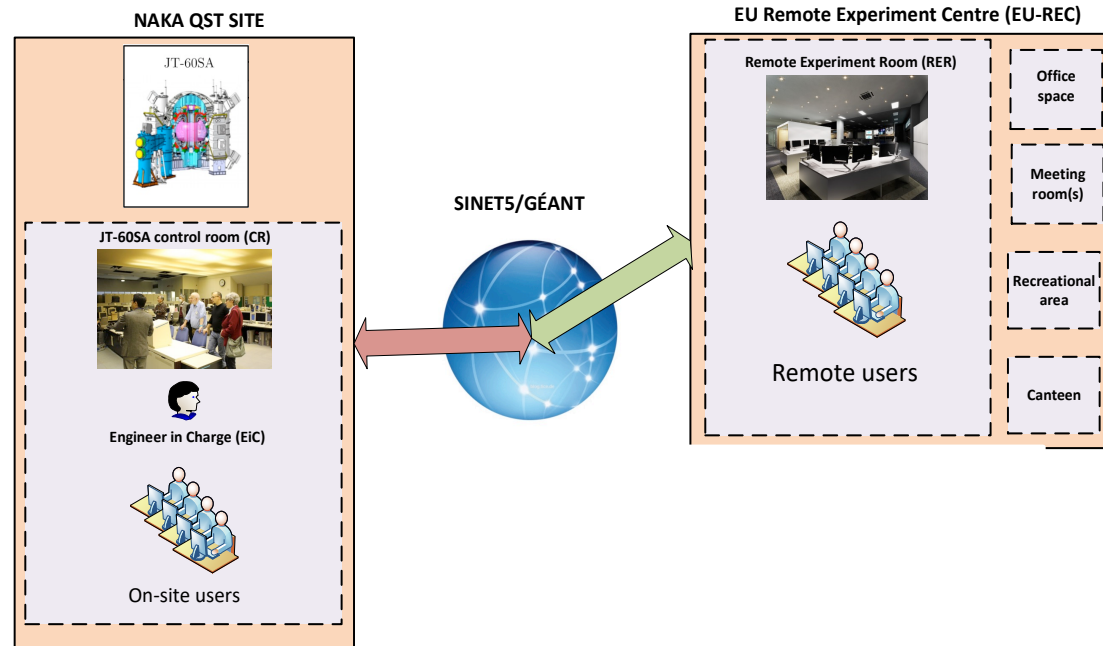 NAKA QST SITE
JT-60SA
JT-60SA control room (CR)
Engineer in Charge (EiC)
On-site users
SINET5/GÉANT
EU Remote Experiment Centre (EU-REC)
Remote Experiment Room (RER)
Remote users
Office
space
Meeting
room(s)
Recreational
area
Canteen